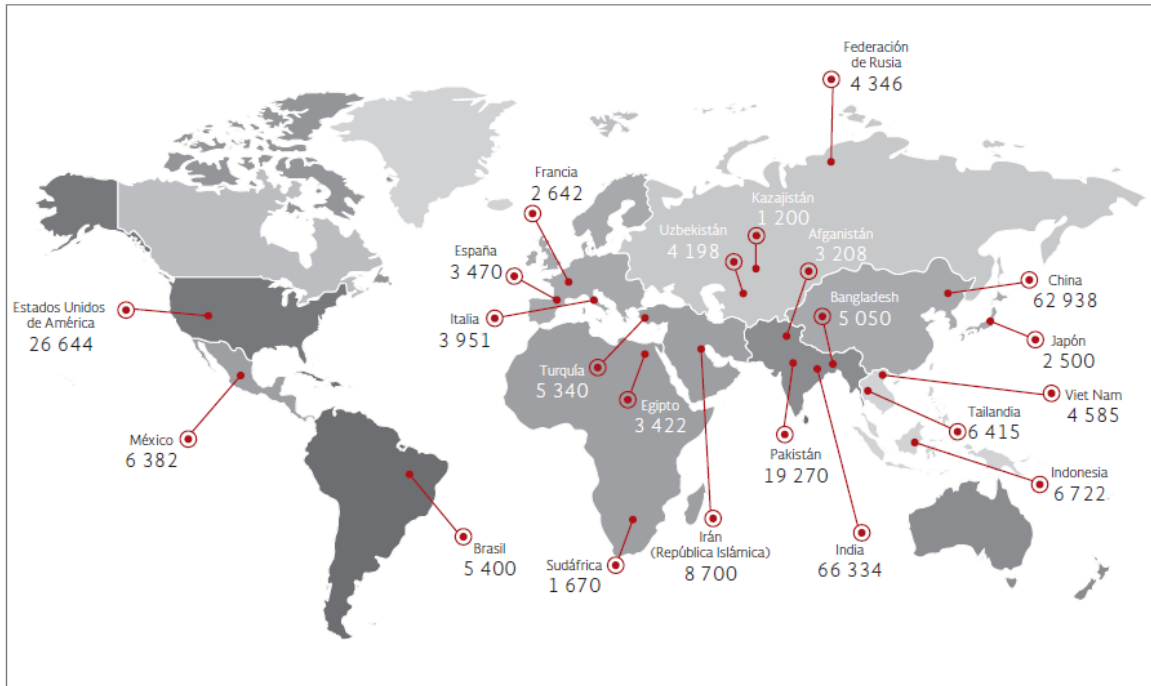 Federación
de Rusia
4 346
Francia
2 642
Kazajistán
1 200
Uzbekistán
4 198
Afganistán
3 208
España
3 470
China
62 938
Bangladesh
5 050
Estados Unidos
de América
26 644
Italia
3 951
Japón
2 500
Turquía
5 340
Viet Nam
4 585
Egipto
3 422
Tailandia
6 415
México
6 382
Pakistán
19 270
Indonesia
6 722
Brasil
5 400
Sudáfrica
1 670
Irán
(República Islámica)
8 700
India
66 334